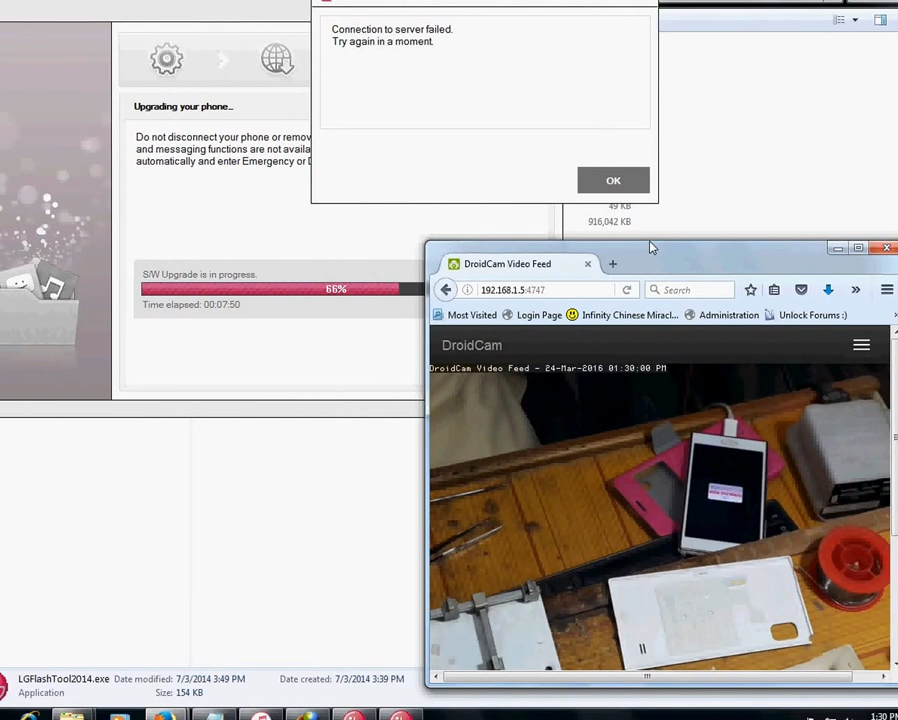 Connection to server failed.
Try again in a moment.
OK
Upgrading your phone...
Do not disconnect your phone or remov
and messaging functions are not availa
automatically and enter Emergency or D
S/W Upgrade is in progress.
66%
Time elapsed: 00:07:50
49 KB
916,042 KB
DroidCam Video Feed
192.168.1.5:4747
Search
Most Visited
Login Page
Infinity Chinese Miracl...
Administration
Unlock Forums :)
DroidCam
DroidCam Video Feed - 24-Mar-2016 01:30:00 PM
LGFlashTool2014.exe
Date modified: 7/3/2014 3:49 PM
Date created: 7/3/2014 3:39 PM
Application
Size: 154 KB
1:30 PM